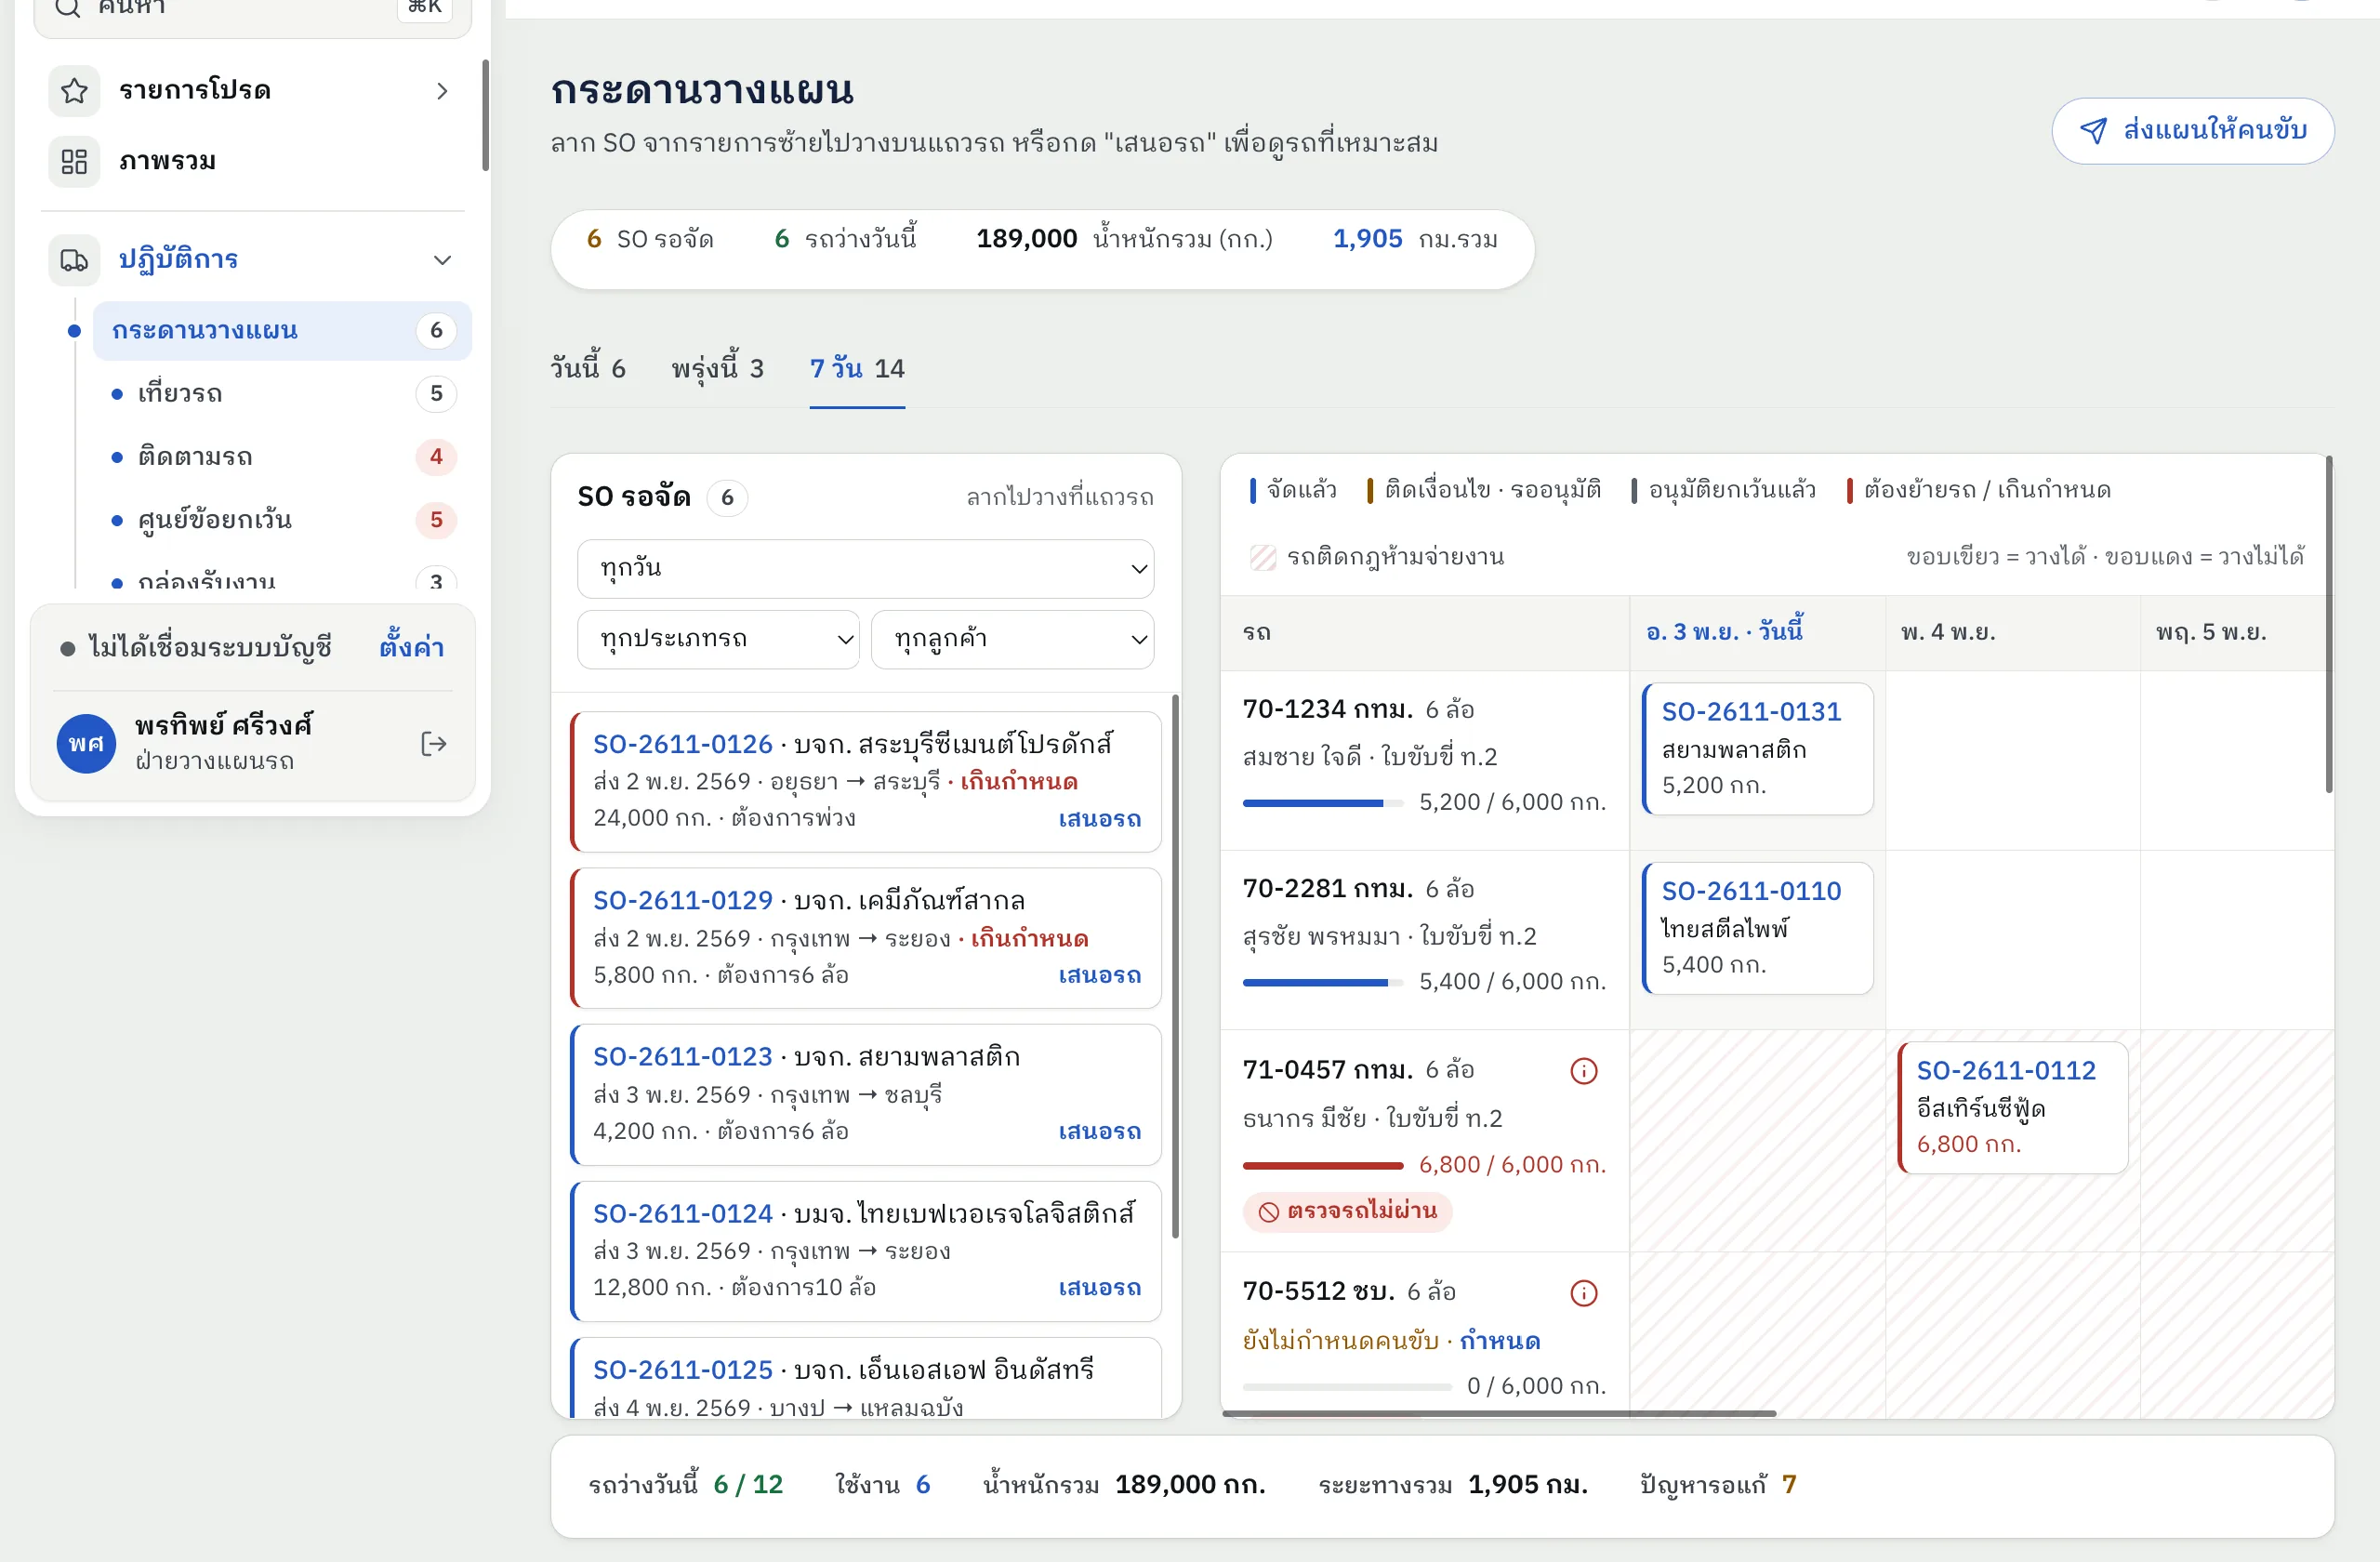 ค้นหา ⌘K
รายการโปรด
ภาพรวม
ปฏิบัติการ
กระดานวางแผน 6
เที่ยวรถ 5
ติดตามรถ 4
ศูนย์ข้อยกเว้น 5
กล่องรับงาน 3
ไม่ได้เชื่อมระบบบัญชี ตั้งค่า
พศ
พรทิพย์ ศรีวงศ์
ฝ่ายวางแผนรถ
กระดานวางแผน
ลาก SO จากรายการซ้ายไปวางบนแถวรถ หรือกด "เสนอรถ" เพื่อดูรถที่เหมาะสม
ส่งแผนให้คนขับ
6 SO รอจัด 6 รถว่างวันนี้ 189,000 น้ำหนักรวม (กก.) 1,905 กม.รวม
วันนี้ 6 พรุ่งนี้ 3 7 วัน 14
SO รอจัด 6 ลากไปวางที่แถวรถ
ทุกวัน
ทุกประเภทรถ ทุกลูกค้า
SO-2611-0126 · บจก. สระบุรีซีเมนต์โปรดักส์
ส่ง 2 พ.ย. 2569 · อยุธยา → สระบุรี · เกินกำหนด
24,000 กก. · ต้องการพ่วง เสนอรถ
SO-2611-0129 · บจก. เคมีภัณฑ์สากล
ส่ง 2 พ.ย. 2569 · กรุงเทพ → ระยอง · เกินกำหนด
5,800 กก. · ต้องการ6 ล้อ เสนอรถ
SO-2611-0123 · บจก. สยามพลาสติก
ส่ง 3 พ.ย. 2569 · กรุงเทพ → ชลบุรี
4,200 กก. · ต้องการ6 ล้อ เสนอรถ
SO-2611-0124 · บมจ. ไทยเบฟเวอเรจโลจิสติกส์
ส่ง 3 พ.ย. 2569 · กรุงเทพ → ระยอง
12,800 กก. · ต้องการ10 ล้อ เสนอรถ
SO-2611-0125 · บจก. เอ็นเอสเอฟ อินดัสทรี
ส่ง 4 พ.ย. 2569 · → แหลมฉบัง
จัดแล้ว ติดเงื่อนไข · รออนุมัติ อนุมัติยกเว้นแล้ว ต้องย้ายรถ / เกินกำหนด
รถติดกฎห้ามจ่ายงาน ขอบเขียว = วางได้ · ขอบแดง = วางไม่ได้
รถ อ. 3 พ.ย. · วันนี้ พ. 4 พ.ย. พฤ. 5 พ.ย.
70-1234 กทม. 6 ล้อ
สมชาย ใจดี · ใบขับขี่ ท.2
5,200 / 6,000 กก.
SO-2611-0131
สยามพลาสติก
5,200 กก.
70-2281 กทม. 6 ล้อ
สุรชัย พรหมมา · ใบขับขี่ ท.2
5,400 / 6,000 กก.
SO-2611-0110
ไทยสตีลไพพ์
5,400 กก.
71-0457 กทม. 6 ล้อ
ธนากร มีชัย · ใบขับขี่ ท.2
6,800 / 6,000 กก.
ตรวจรถไม่ผ่าน
SO-2611-0112
อีสเทิร์นซีฟู้ด
6,800 กก.
70-5512 ชบ. 6 ล้อ
ยังไม่กำหนดคนขับ · กำหนด
0 / 6,000 กก.
รถว่างวันนี้ 6 / 12 ใช้งาน 6 น้ำหนักรวม 189,000 กก. ระยะทางรวม 1,905 กม. ปัญหารอแก้ 7